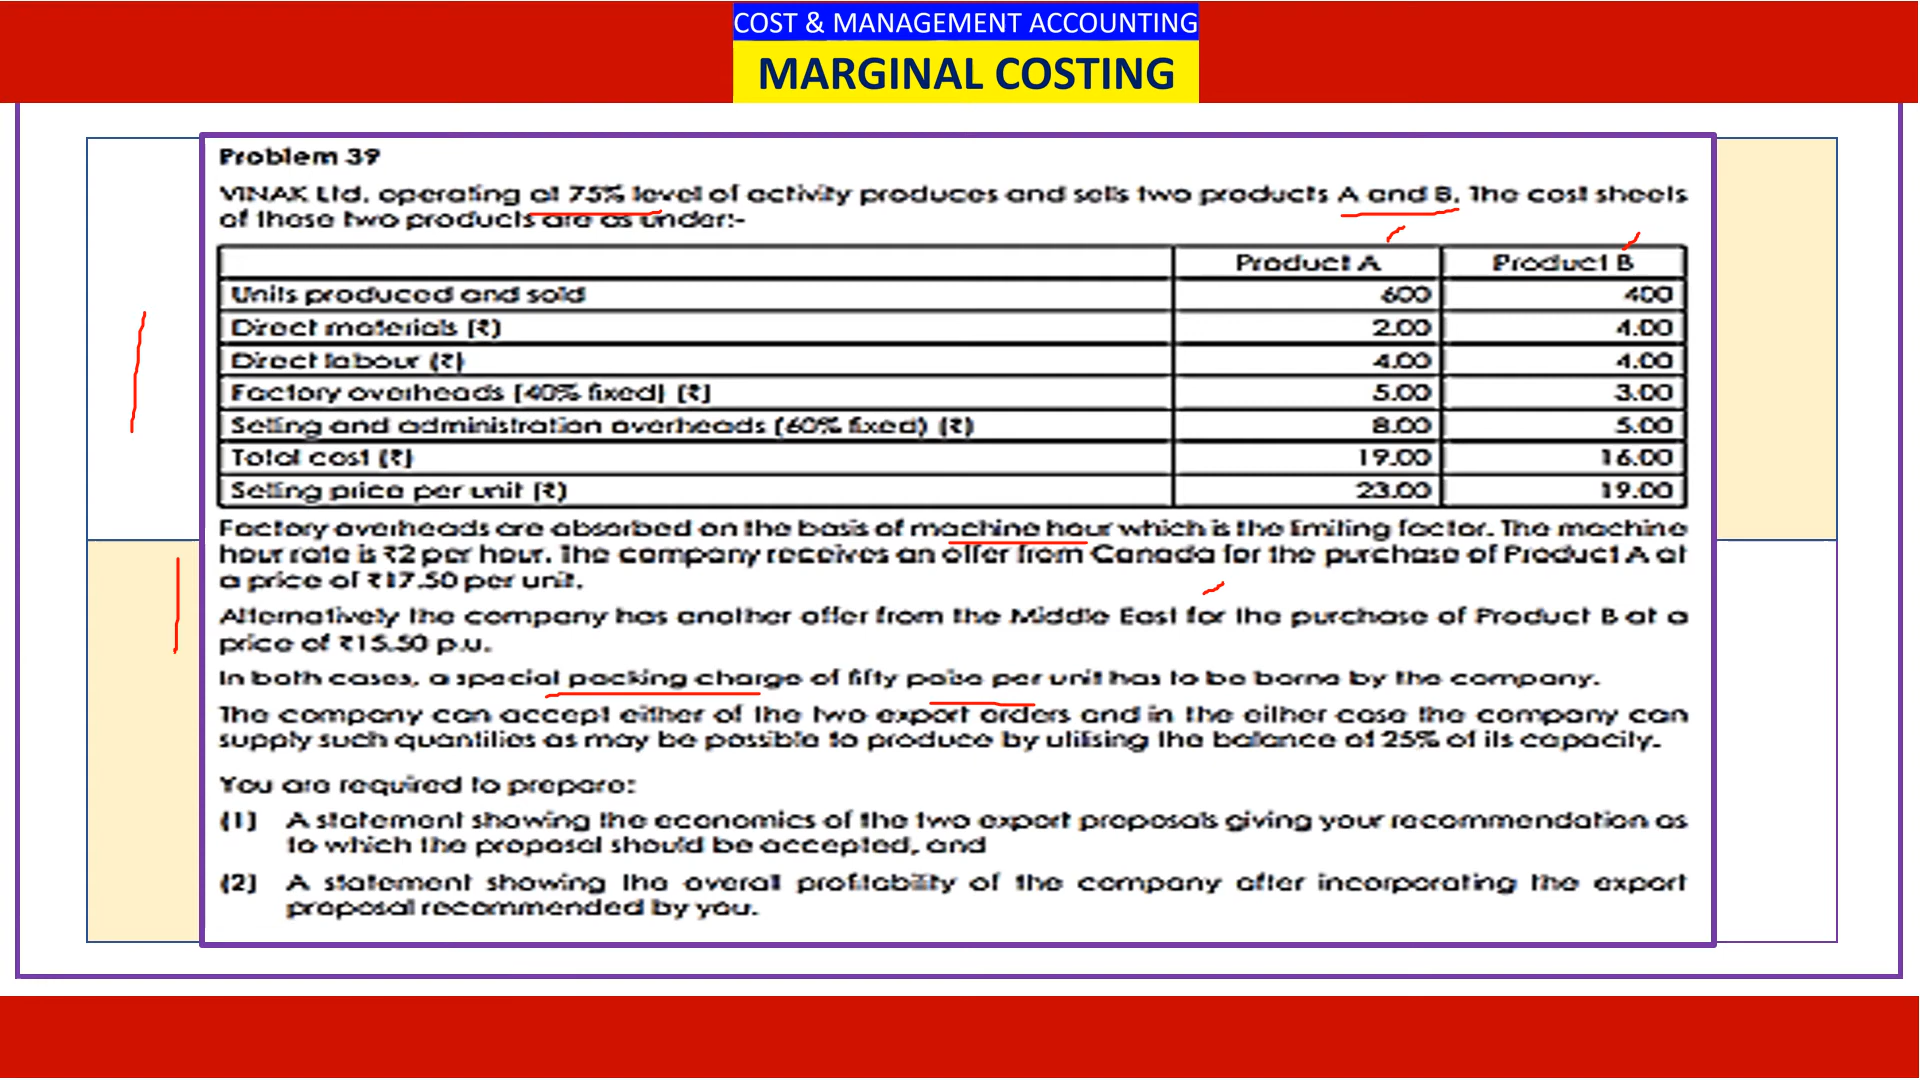 COST & MANAGEMENT ACCOUNTING
MARGINAL COSTING
Problem 39
VINAK Ltd. operating at 75% level of activity produces and sells two products A and B. The cost sheets
of these two products are as under:-
Product A Product B
Units produced and sold 600 400
Direct materials (₹) 2.00 4.00
Direct labour (₹) 4.00 4.00
Factory overheads (40% fixed) (₹) 5.00 3.00
Selling and administration overheads (60% fixed) (₹) 8.00 5.00
Total cost (₹) 19.00 16.00
Selling price per unit (₹) 23.00 19.00
Factory overheads are absorbed on the basis of machine hour which is the limiting factor. The machine
hour rate is ₹2 per hour. The company receives an offer from Canada for the purchase of Product A at
a price of ₹17.50 per unit.
Alternatively the company has another offer from the Middle East for the purchase of Product B at a
price of ₹15.50 p.u.
In both cases, a special packing charge of fifty paise per unit has to be borne by the company.
The company can accept either of the two export orders and in the either case the company can
supply such quantities as may be possible to produce by utilising the balance of 25% of its capacity.
You are required to prepare:
(1) A statement showing the economics of the two export proposals giving your recommendation as
to which the proposal should be accepted, and
(2) A statement showing the overall profitability of the company after incorporating the export
proposal recommended by you.